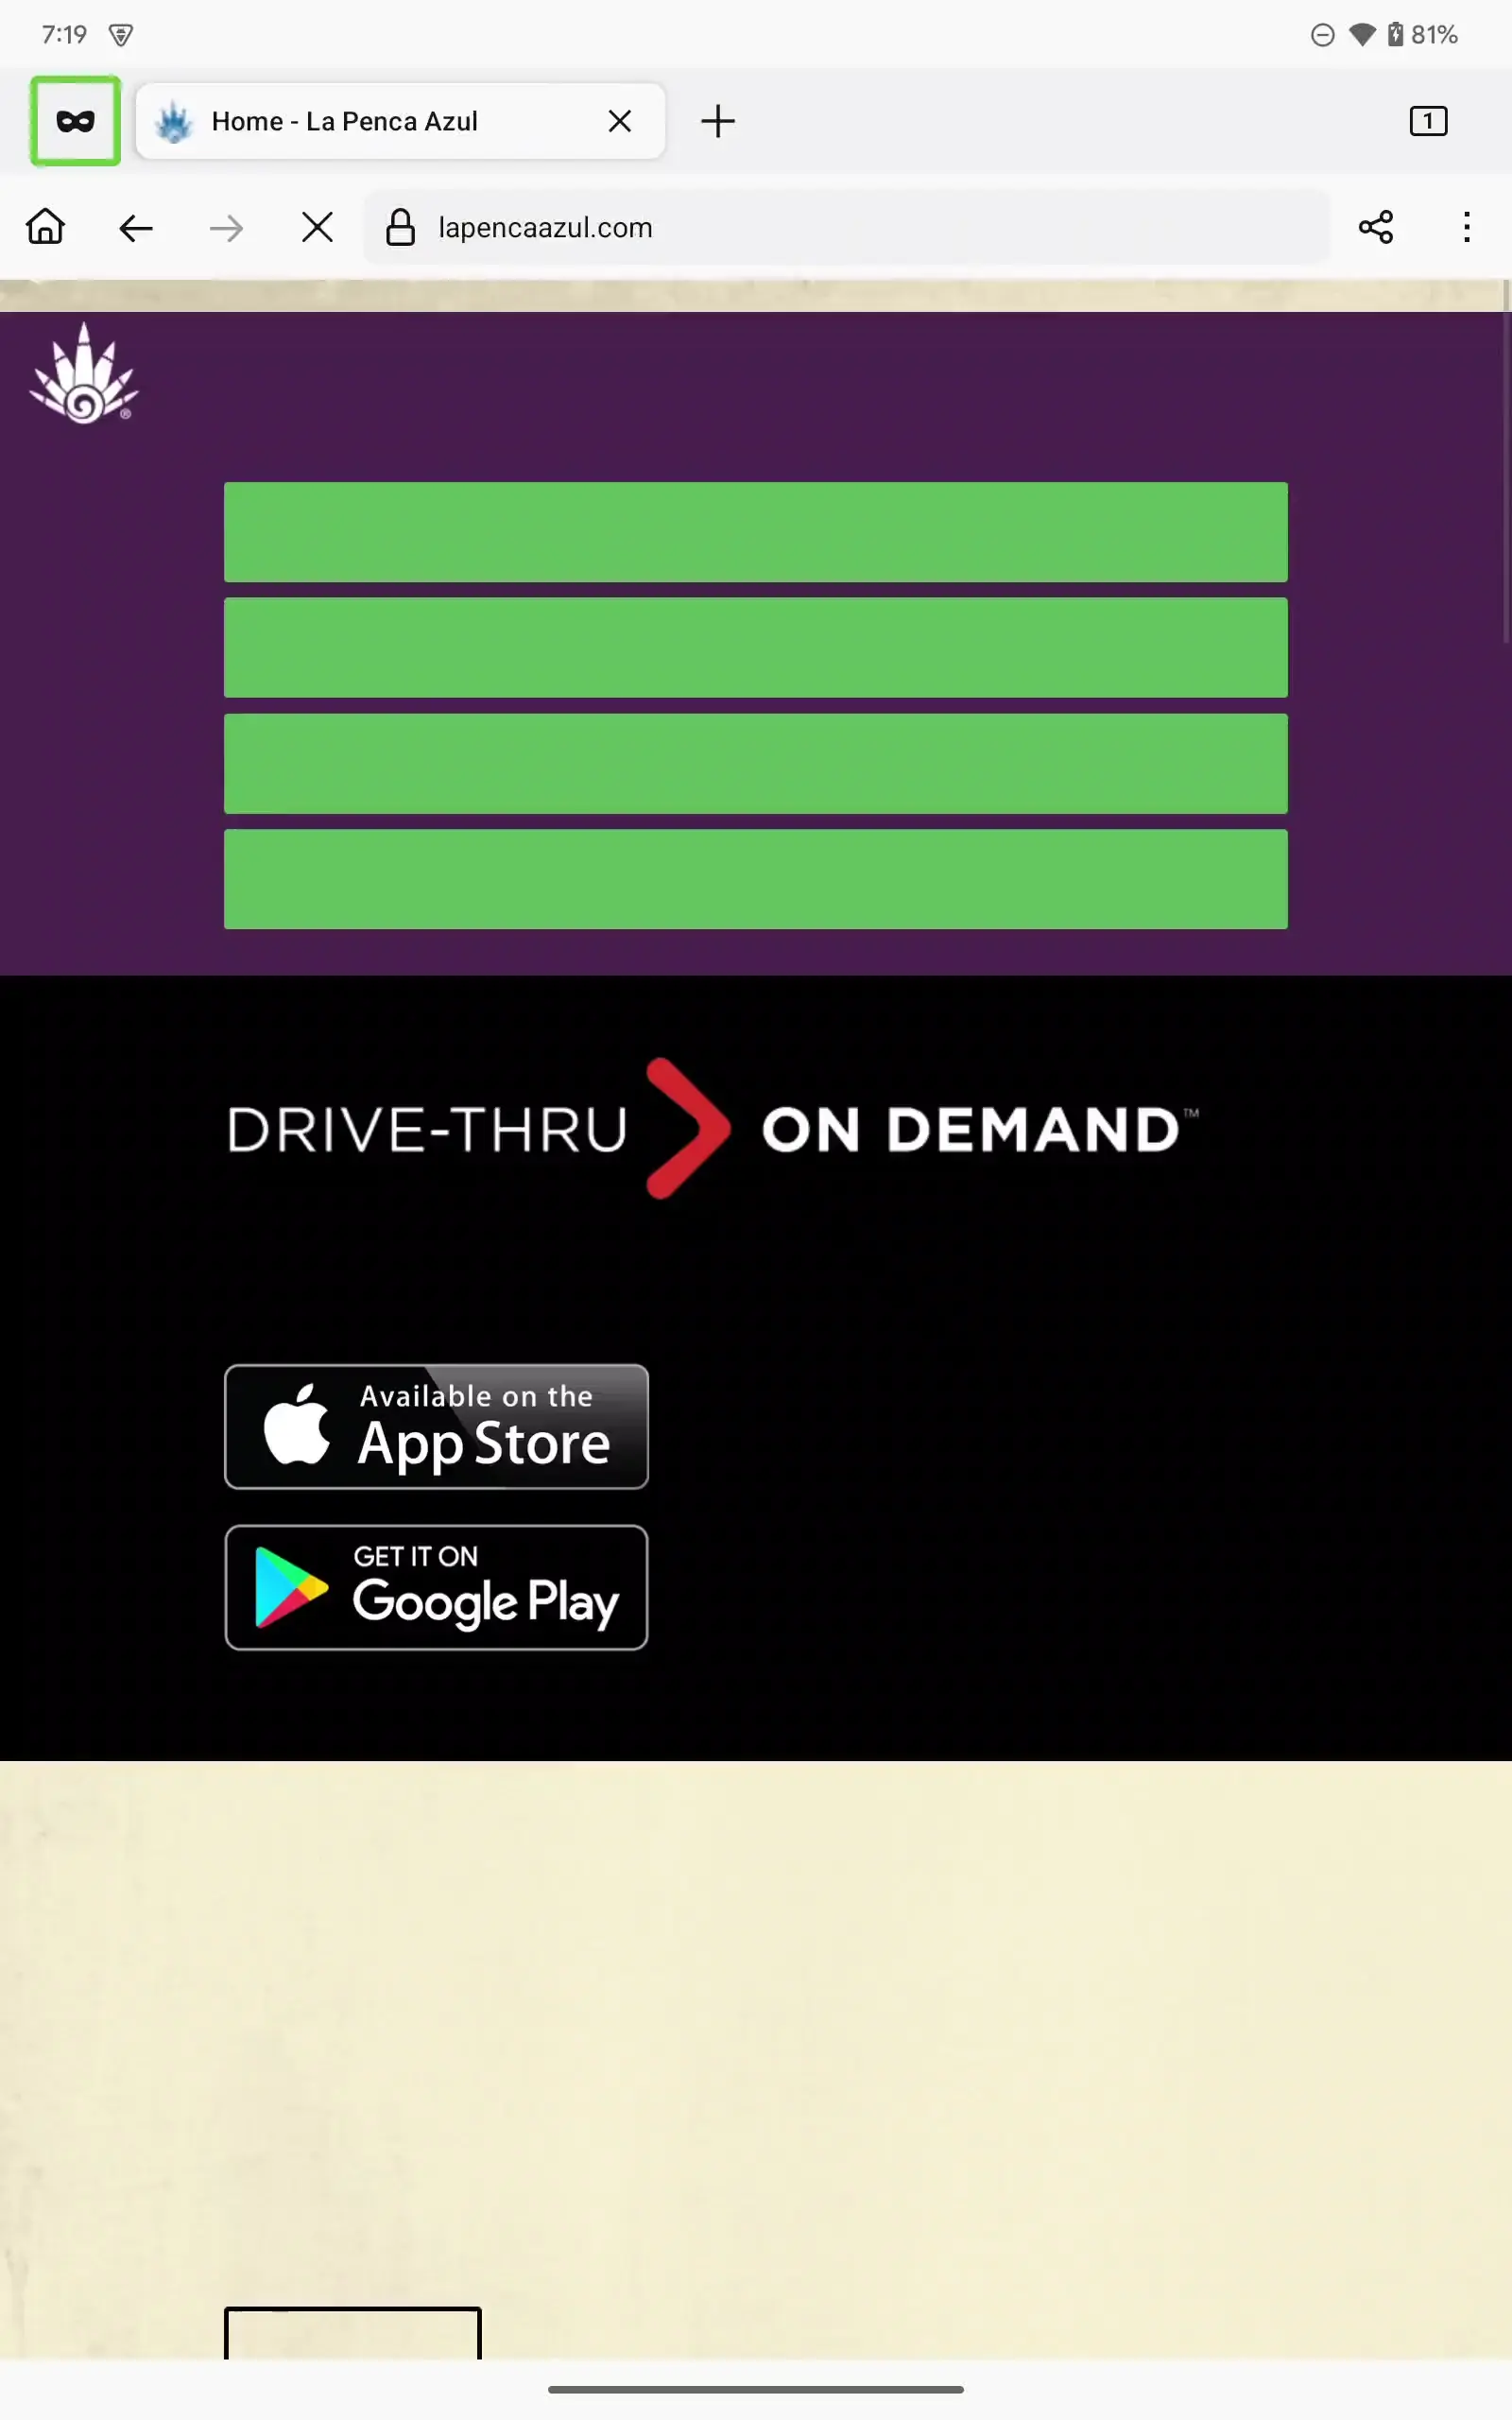 7:19
81%
Home - La Penca Azul
1
lapencaazul.com
®
DRIVE-THRU ON DEMAND™
Available on the
App Store
GET IT ON
Google Play